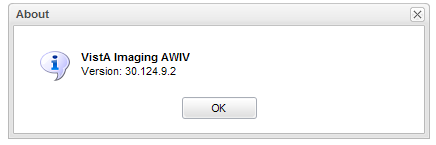 About
VistA Imaging AWIV
Version: 30.124.9.2
OK